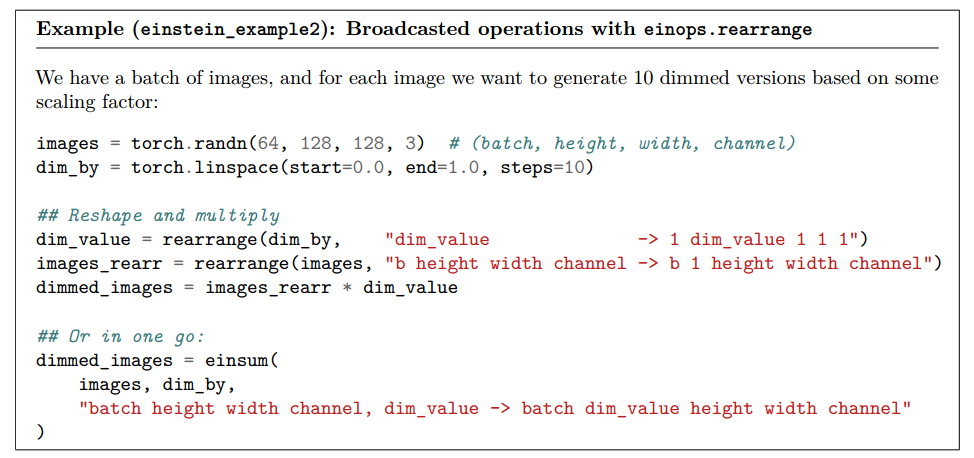 Example (einstein_example2): Broadcasted operations with einops.rearrange
We have a batch of images, and for each image we want to generate 10 dimmed versions based on some
scaling factor:
images = torch.randn(64, 128, 128, 3)  # (batch, height, width, channel)
dim_by = torch.linspace(start=0.0, end=1.0, steps=10)
## Reshape and multiply
dim_value = rearrange(dim_by,    "dim_value              -> 1 dim_value 1 1 1")
images_rearr = rearrange(images, "b height width channel -> b 1 height width channel")
dimmed_images = images_rearr * dim_value
## Or in one go:
dimmed_images = einsum(
    images, dim_by,
    "batch height width channel, dim_value -> batch dim_value height width channel"
)